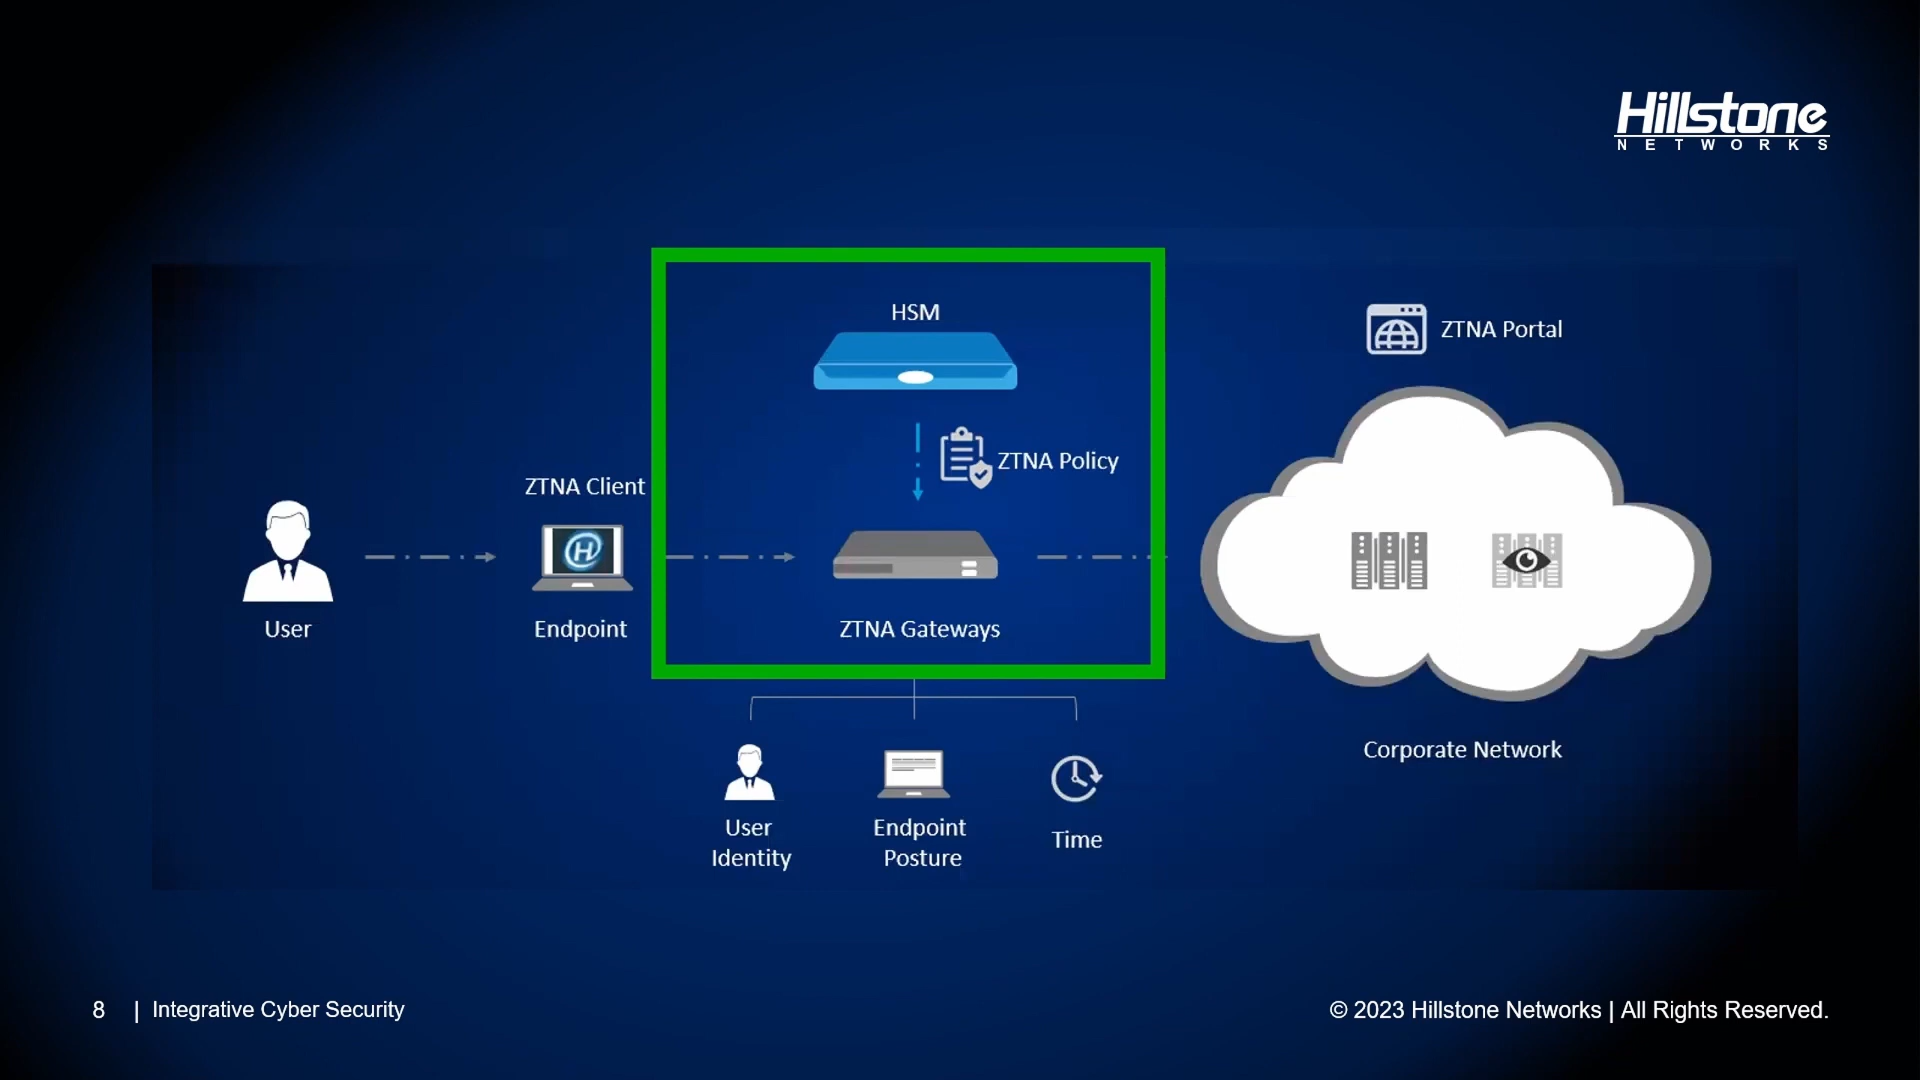 Hillstone
NETWORKS
HSM
ZTNA Portal
ZTNA Policy
ZTNA Client
User
Endpoint
ZTNA Gateways
Corporate Network
User
Identity
Endpoint
Posture
Time
8 | Integrative Cyber Security
© 2023 Hillstone Networks | All Rights Reserved.